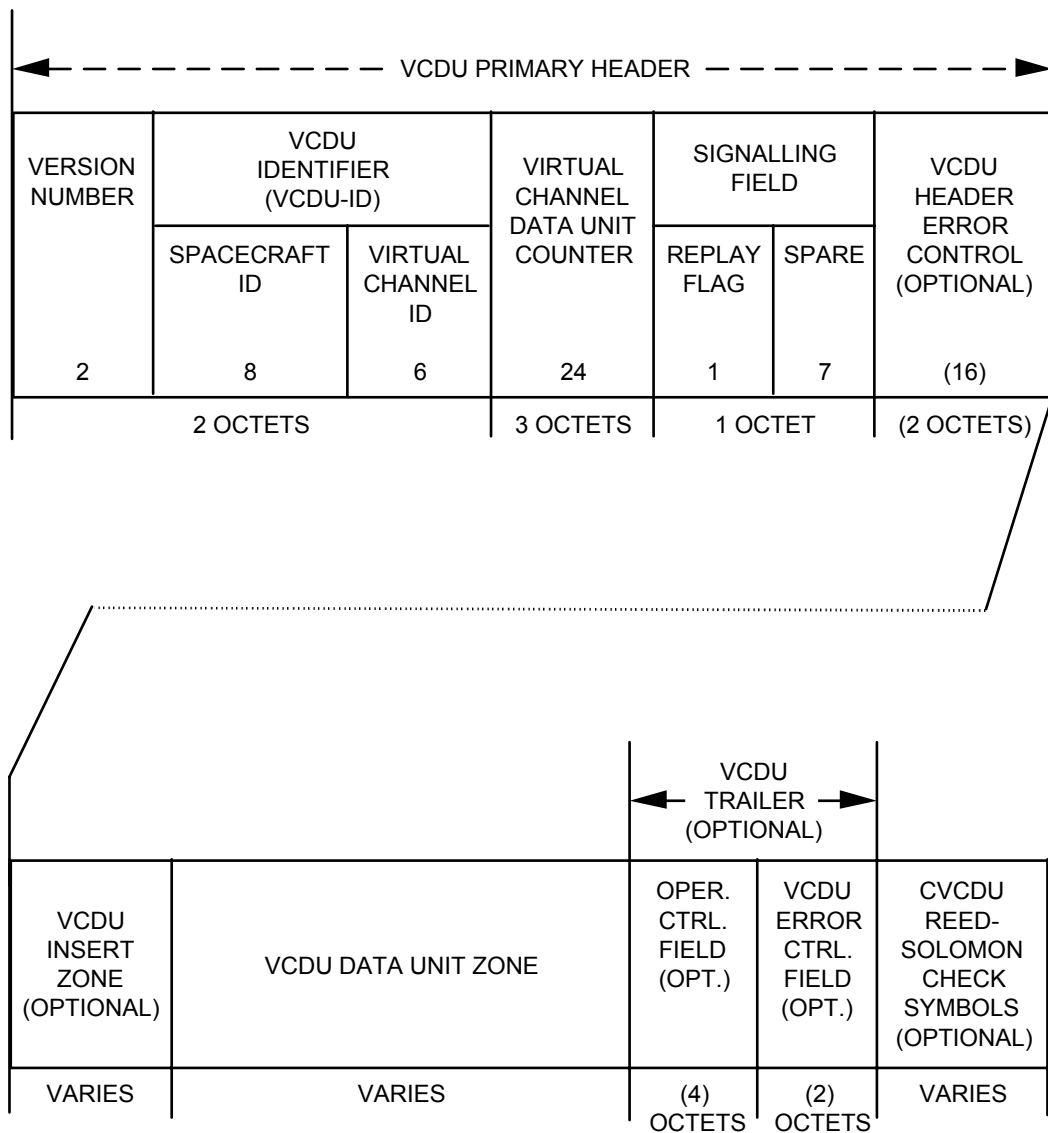 VCDU PRIMARY HEADER
VERSION
NUMBER
2
VCDU
IDENTIFIER
(VCDU-ID)
SPACECRAFT
ID
8
VIRTUAL
CHANNEL
ID
6
VIRTUAL
CHANNEL
DATA UNIT
COUNTER
24
SIGNALLING
FIELD
REPLAY
FLAG
1
SPARE
7
VCDU
HEADER
ERROR
CONTROL
(OPTIONAL)
(16)
2 OCTETS
3 OCTETS
1 OCTET
(2 OCTETS)
VCDU
TRAILER
(OPTIONAL)
VCDU
INSERT
ZONE
(OPTIONAL)
VCDU DATA UNIT ZONE
OPER.
CTRL.
FIELD
(OPT.)
VCDU
ERROR
CTRL.
FIELD
(OPT.)
CVCDU
REED-
SOLOMON
CHECK
SYMBOLS
(OPTIONAL)
VARIES
VARIES
(4)
OCTETS
(2)
OCTETS
VARIES